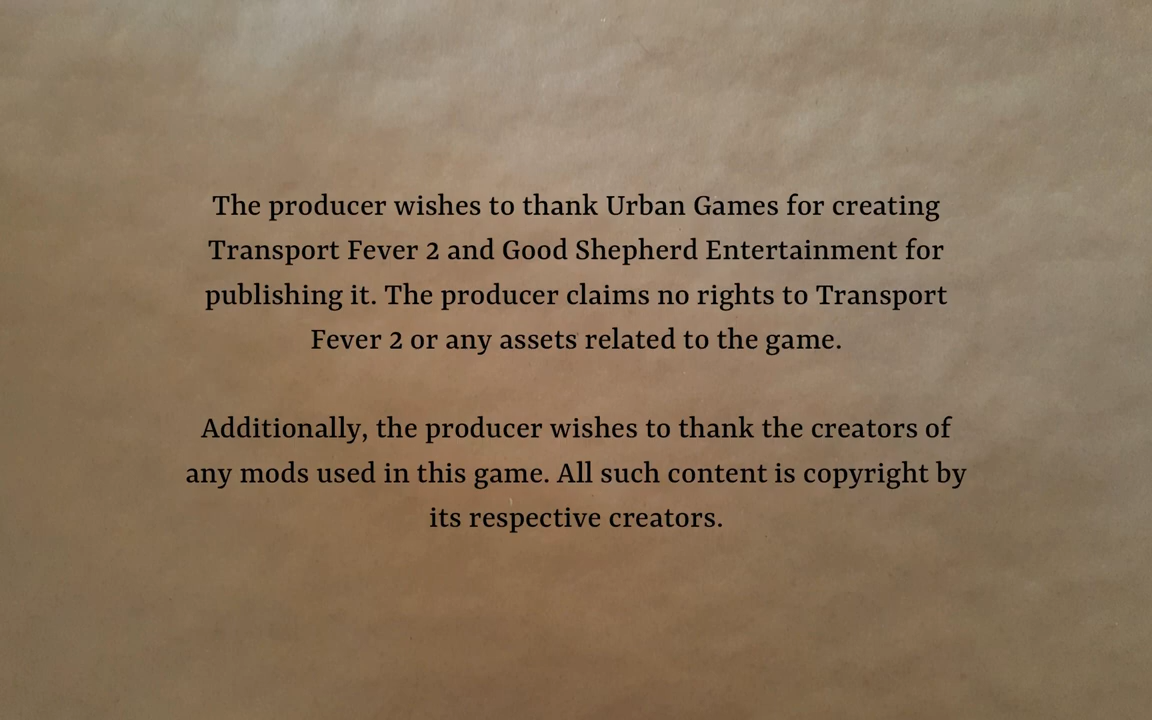 The producer wishes to thank Urban Games for creating
Transport Fever 2 and Good Shepherd Entertainment for
publishing it. The producer claims no rights to Transport
Fever 2 or any assets related to the game.
Additionally, the producer wishes to thank the creators of
any mods used in this game. All such content is copyright by
its respective creators.